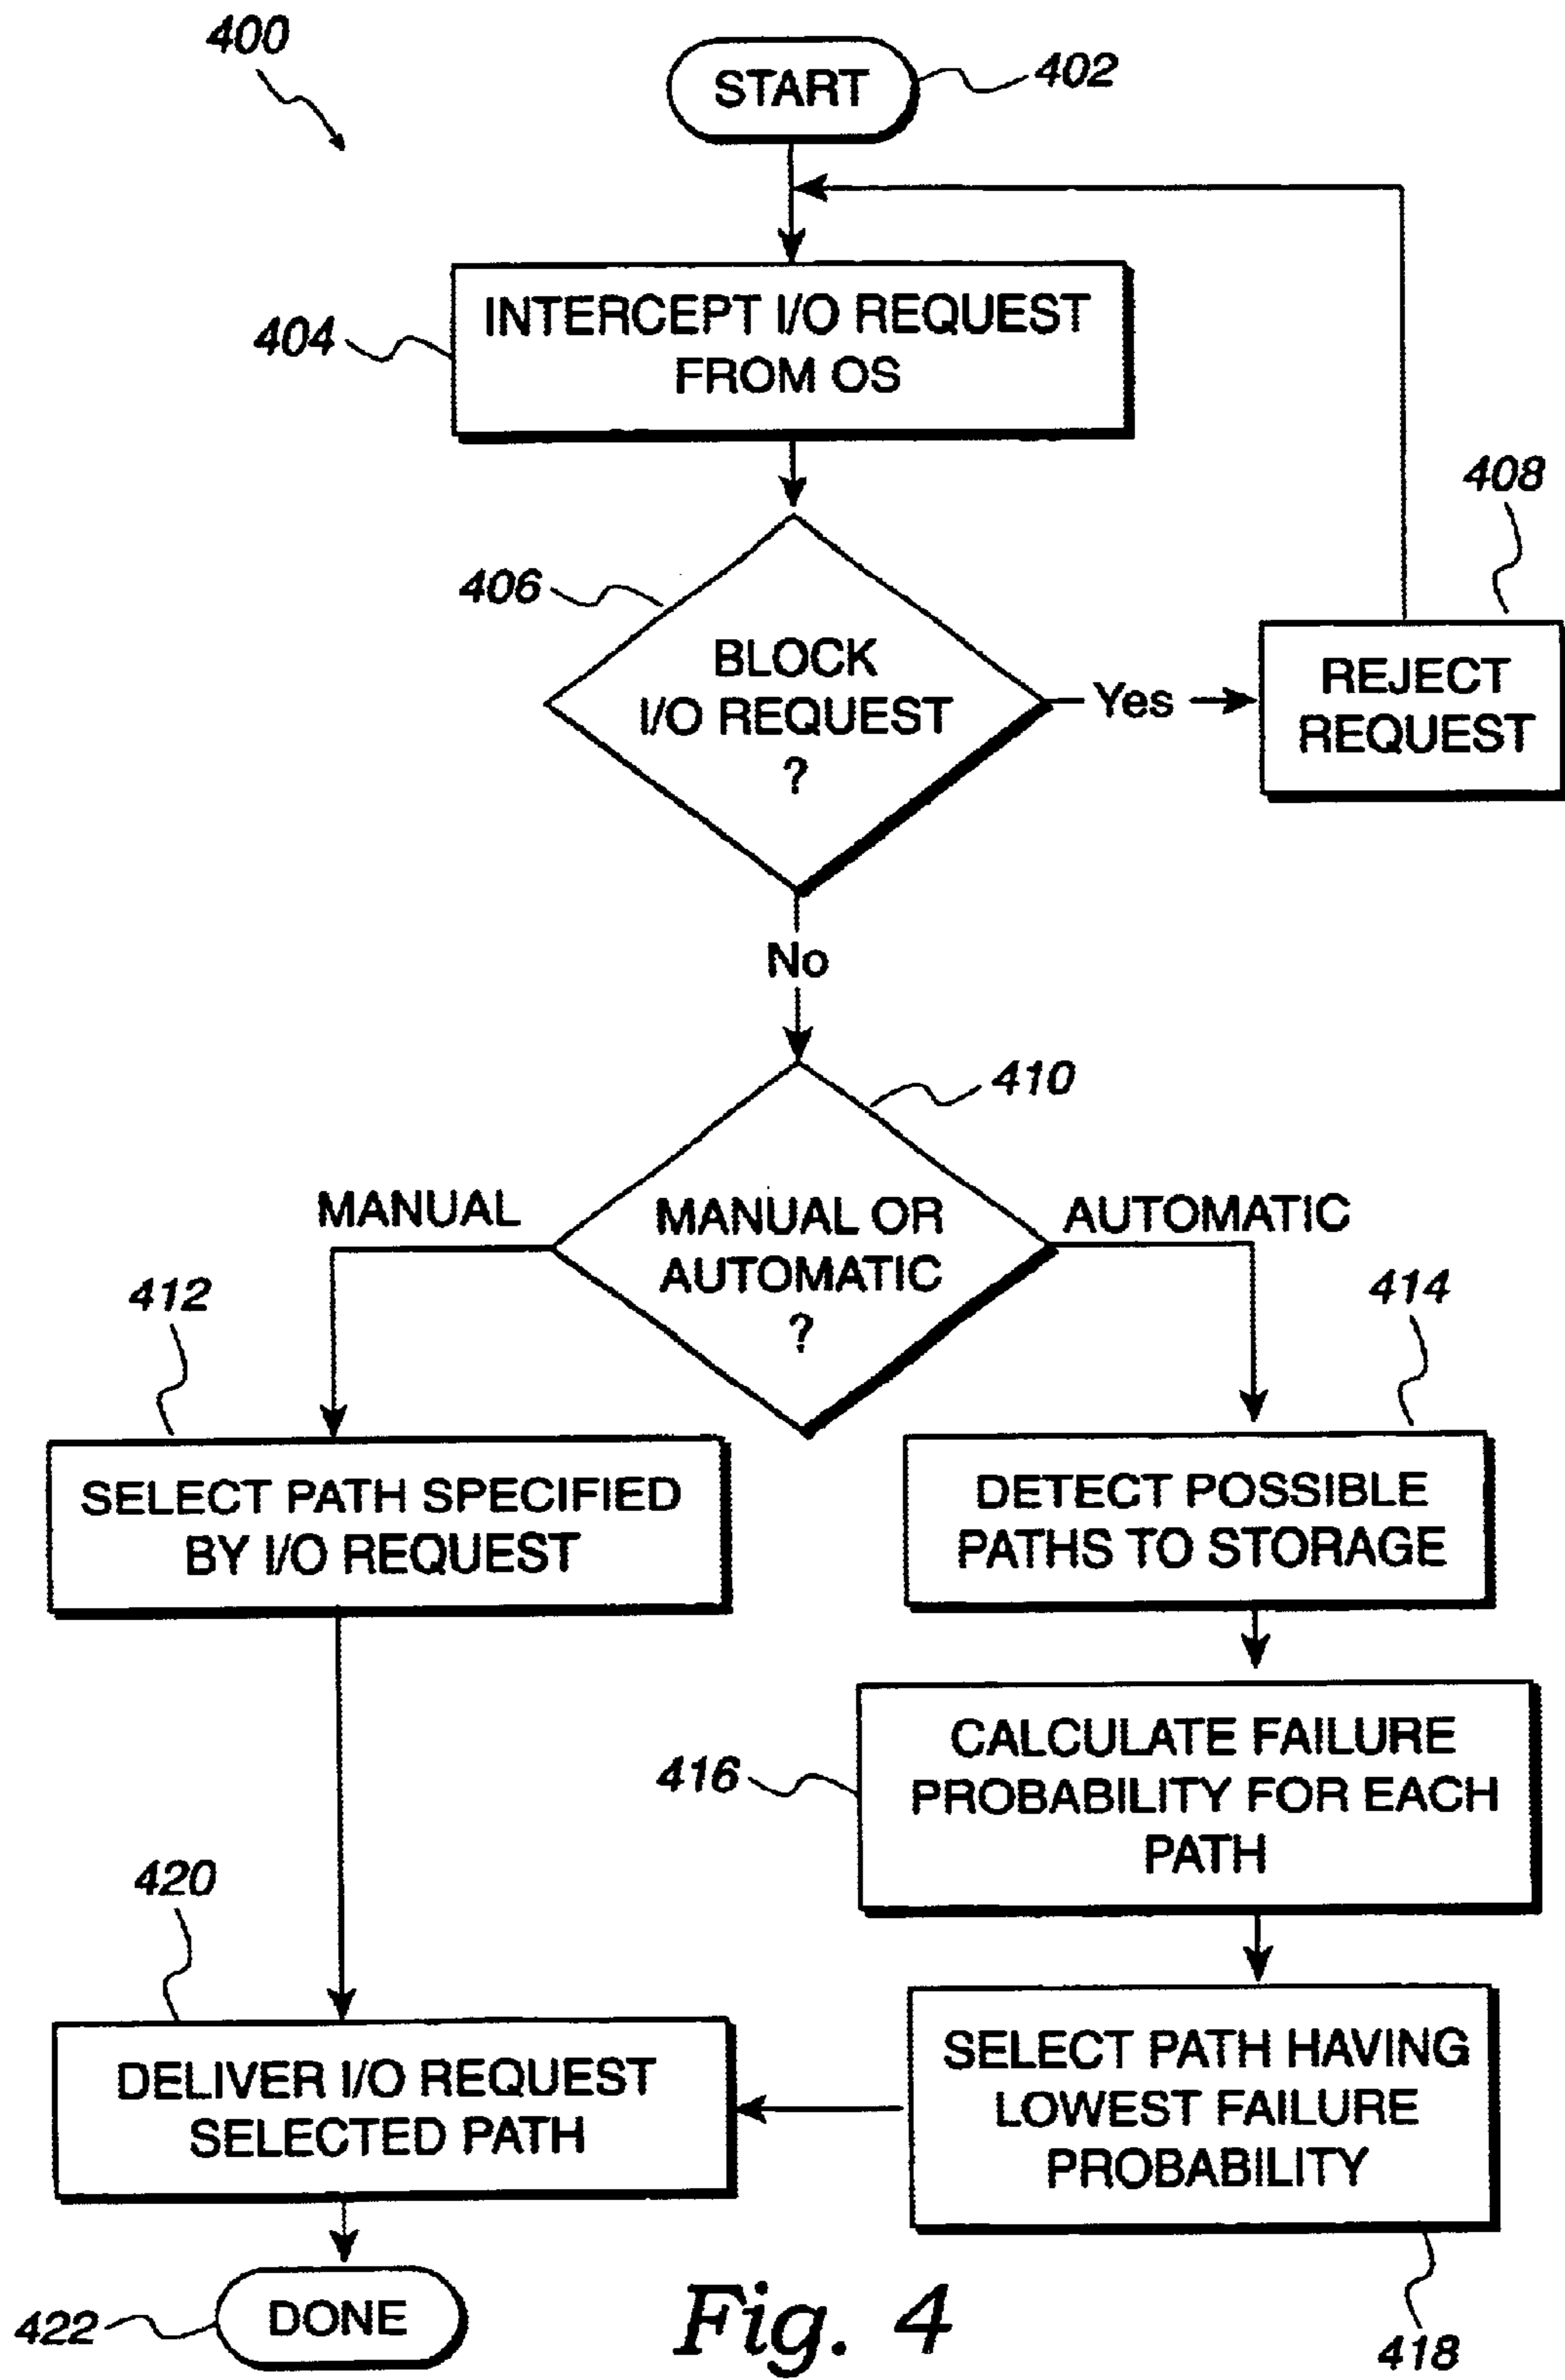 400
START
402
INTERCEPT I/O REQUEST
FROM OS
404
408
406
BLOCK
I/O REQUEST
?
Yes
REJECT
REQUEST
No
410
MANUAL
MANUAL OR
AUTOMATIC
?
AUTOMATIC
412
414
SELECT PATH SPECIFIED
BY I/O REQUEST
DETECT POSSIBLE
PATHS TO STORAGE
416
CALCULATE FAILURE
PROBABILITY FOR EACH
PATH
420
DELIVER I/O REQUEST
SELECTED PATH
SELECT PATH HAVING
LOWEST FAILURE
PROBABILITY
422
DONE
Fig. 4
418